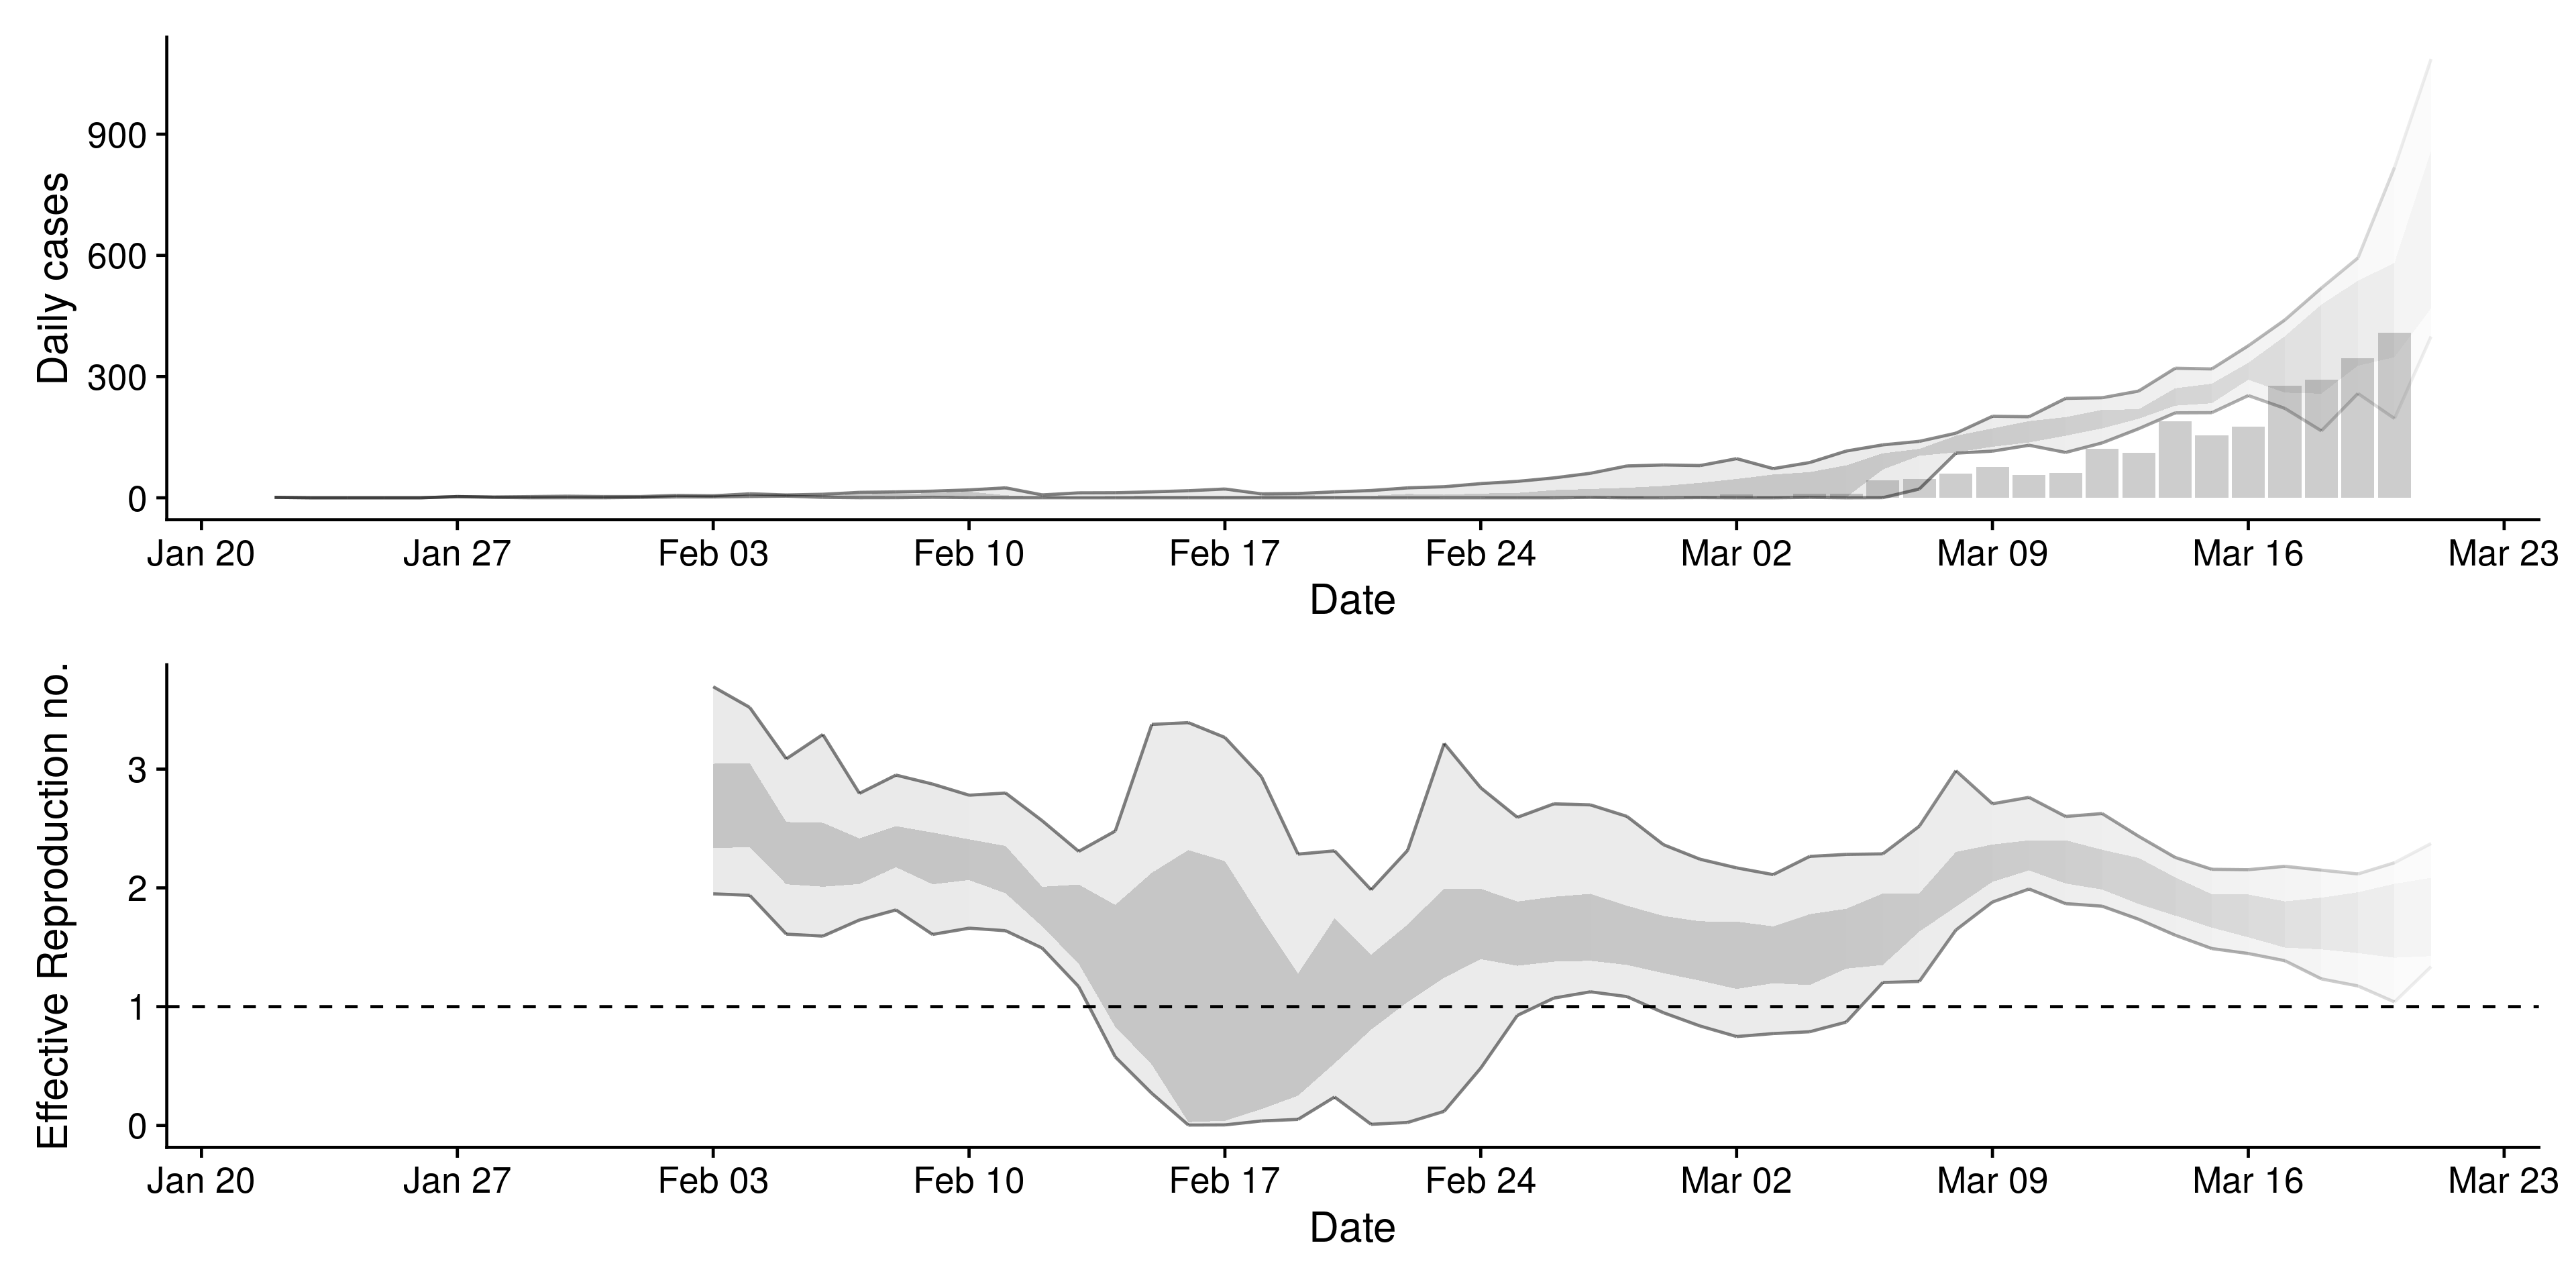 Daily cases
900
600
300
0
Jan 20 Jan 27 Feb 03 Feb 10 Feb 17 Feb 24 Mar 02 Mar 09 Mar 16 Mar 23
Date
Effective Reproduction no.
3
2
1
0
Jan 20 Jan 27 Feb 03 Feb 10 Feb 17 Feb 24 Mar 02 Mar 09 Mar 16 Mar 23
Date